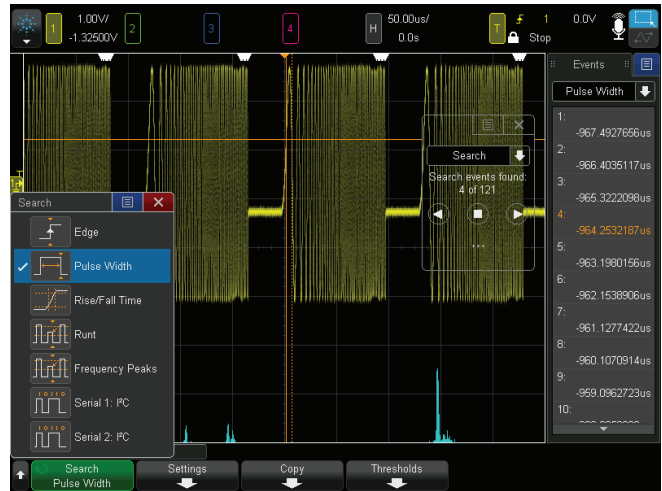 1
1.00V/
-1.32500V
2
3
4
H
50.00us/
0.0s
T
1
0.0V
Stop
Events
Pulse Width
1:
-967.4927656us
2:
-966.4035117us
3:
-965.3222098us
4:
-964.2532187us
5:
-963.1980156us
6:
-962.1538906us
7:
-961.1277422us
8:
-960.1070914us
9:
-959.0962723us
10:
Search
Search events found:
4 of 121
...
Search
Edge
Pulse Width
Rise/Fall Time
Runt
Frequency Peaks
Serial 1: I²C
Serial 2: I²C
Search
Pulse Width
Settings
Copy
Thresholds